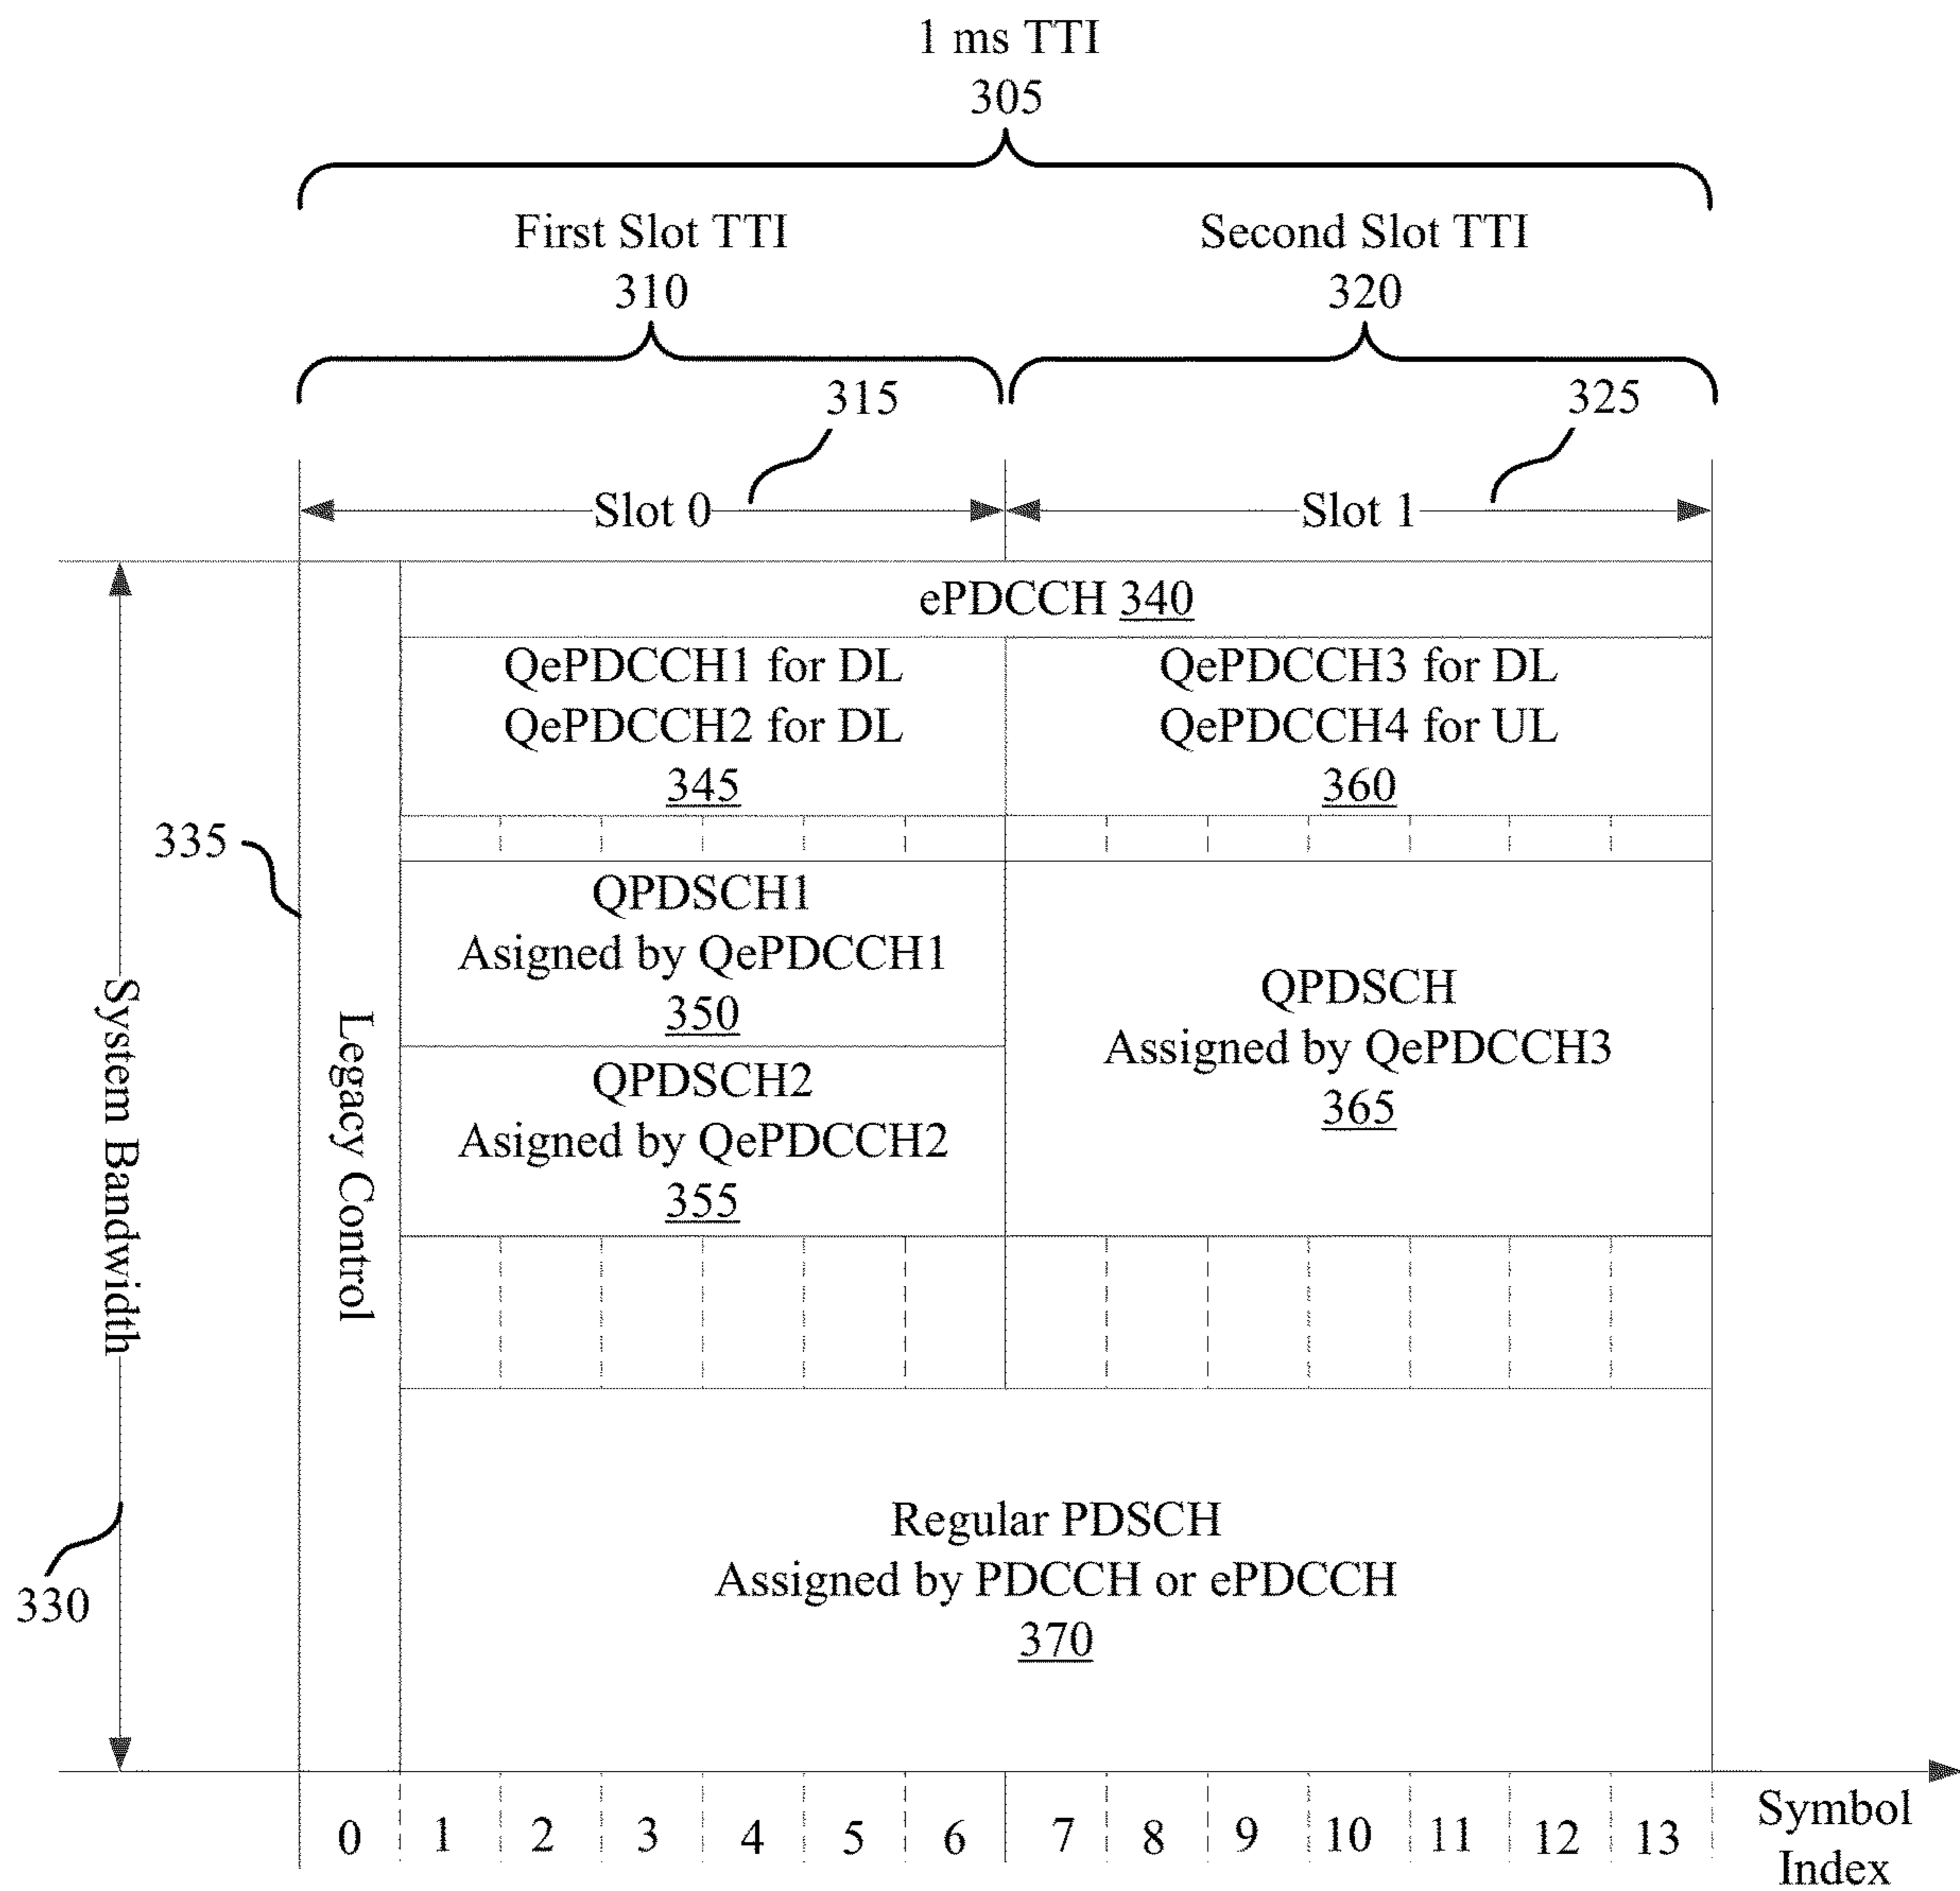 1 ms TTI
305
First Slot TTI
310
Second Slot TTI
320
315
325
Slot 0
Slot 1
ePDCCH 340
QePDCCH1 for DL
QePDCCH2 for DL
345
QePDCCH3 for DL
QePDCCH4 for UL
360
335
QPDSCH1
Asigned by QePDCCH1
350
QPDSCH2
Asigned by QePDCCH2
355
QPDSCH
Assigned by QePDCCH3
365
System Bandwidth
Legacy Control
Regular PDSCH
Assigned by PDCCH or ePDCCH
370
330
0 1 2 3 4 5 6 7 8 9 10 11 12 13
Symbol
Index